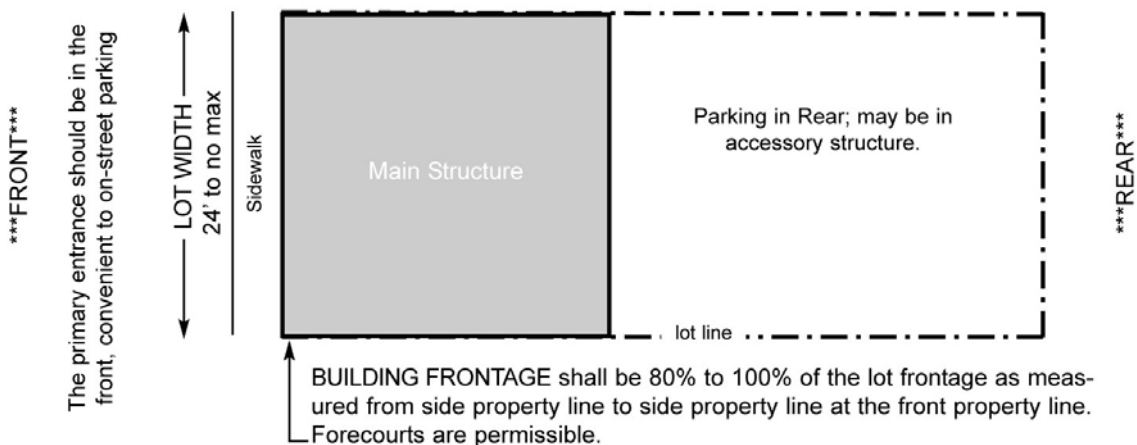 ***FRONT***
The primary entrance should be in the
front, convenient to on-street parking
LOT WIDTH
24' to no max
Sidewalk
Main Structure
Parking in Rear; may be in
accessory structure.
***REAR***
lot line
BUILDING FRONTAGE shall be 80% to 100% of the lot frontage as meas-
ured from side property line to side property line at the front property line.
Forecourts are permissible.